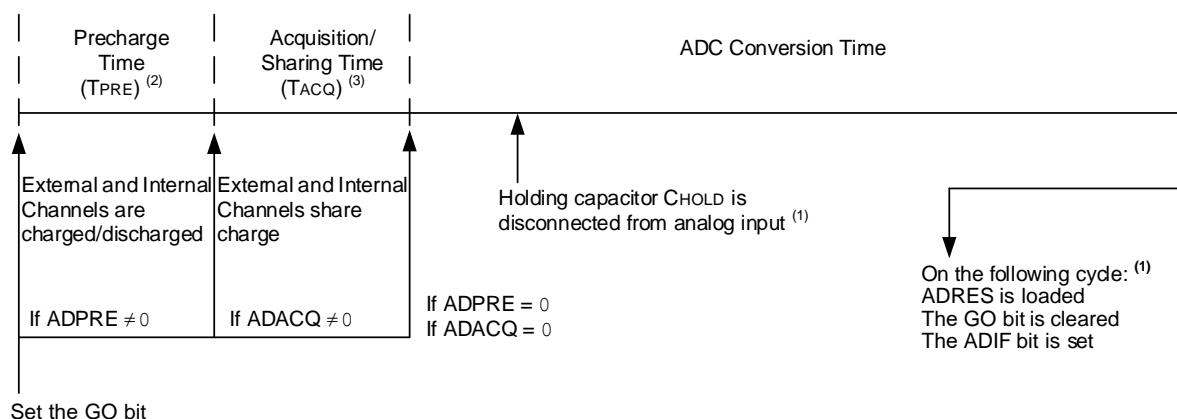 Precharge
Time
(TPRE) (2)
Acquisition/
Sharing Time
(TACQ) (3)
ADC Conversion Time
External and Internal
Channels are
charged/discharged
External and Internal
Channels share
charge
Holding capacitor CHOLD is
disconnected from analog input (1)
If ADPRE ≠ 0
If ADACQ ≠ 0
If ADPRE = 0
If ADACQ = 0
On the following cycle: (1)
ADRES is loaded
The GO bit is cleared
The ADIF bit is set
Set the GO bit